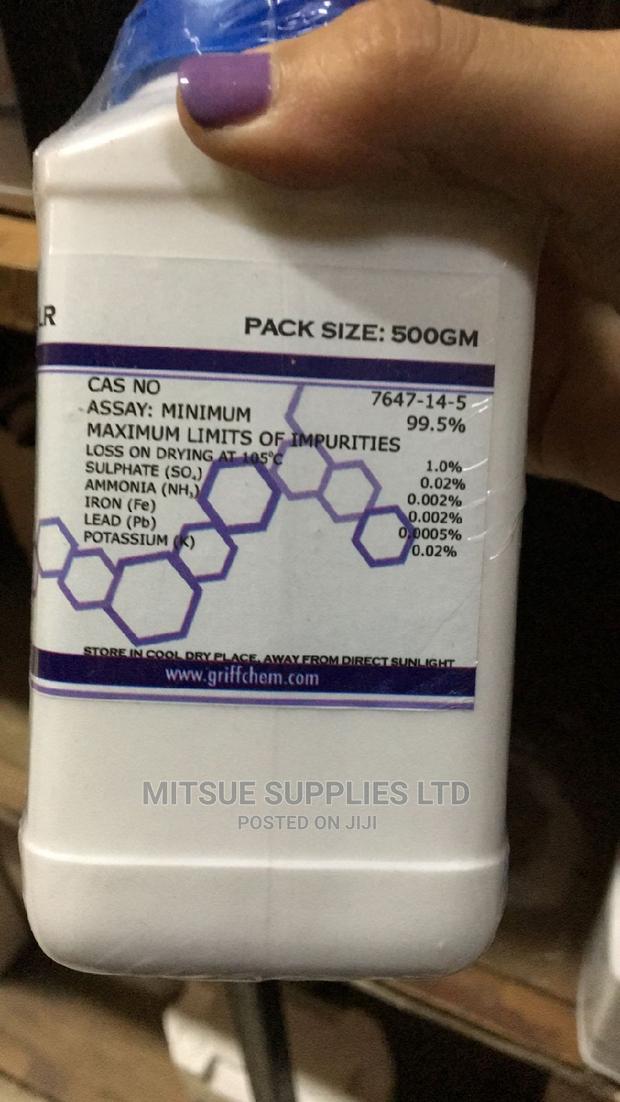 LR
PACK SIZE: 500GM
CAS NO 7647-14-5
ASSAY: MINIMUM 99.5%
MAXIMUM LIMITS OF IMPURITIES
LOSS ON DRYING AT 105°C 1.0%
SULPHATE (SO₄) 0.02%
AMMONIA (NH₃) 0.002%
IRON (Fe) 0.002%
LEAD (Pb) 0.0005%
POTASSIUM (K) 0.02%
STORE IN COOL DRY PLACE, AWAY FROM DIRECT SUNLIGHT
www.griffchem.com
MITSUE SUPPLIES LTD
POSTED ON JIJI